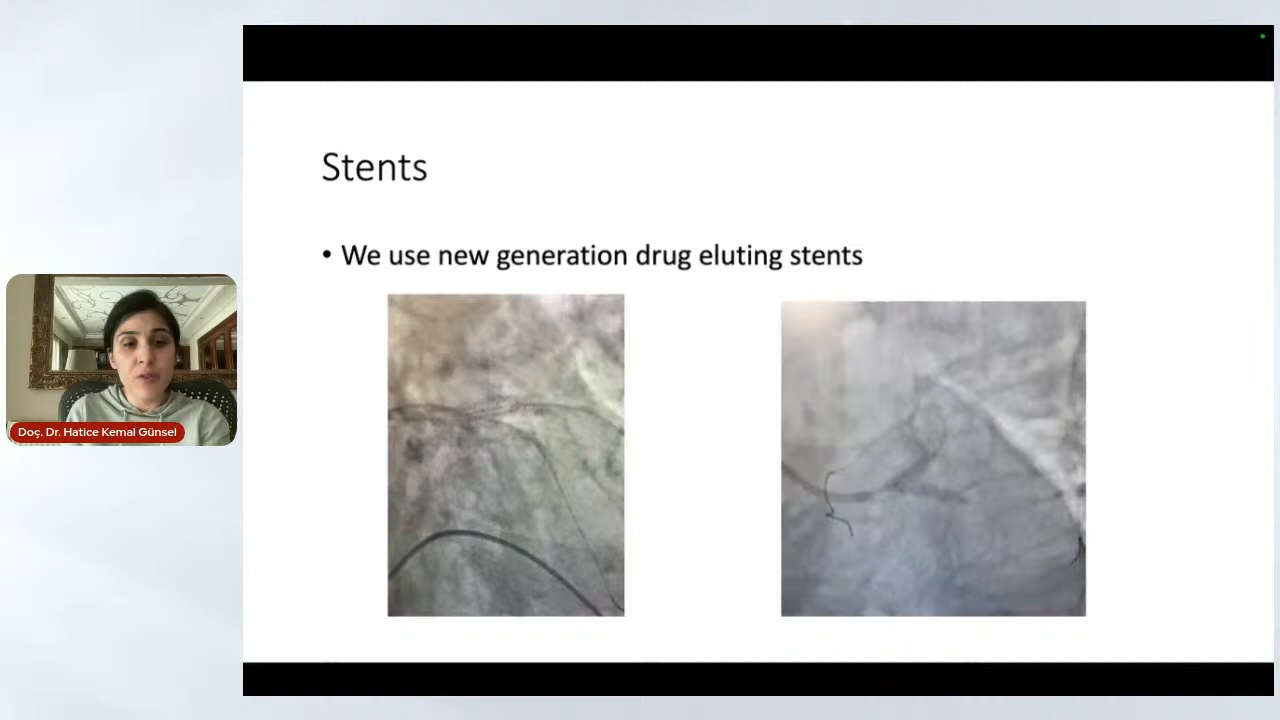 Stents
• We use new generation drug eluting stents
Doç. Dr. Hatice Kemal Günsel